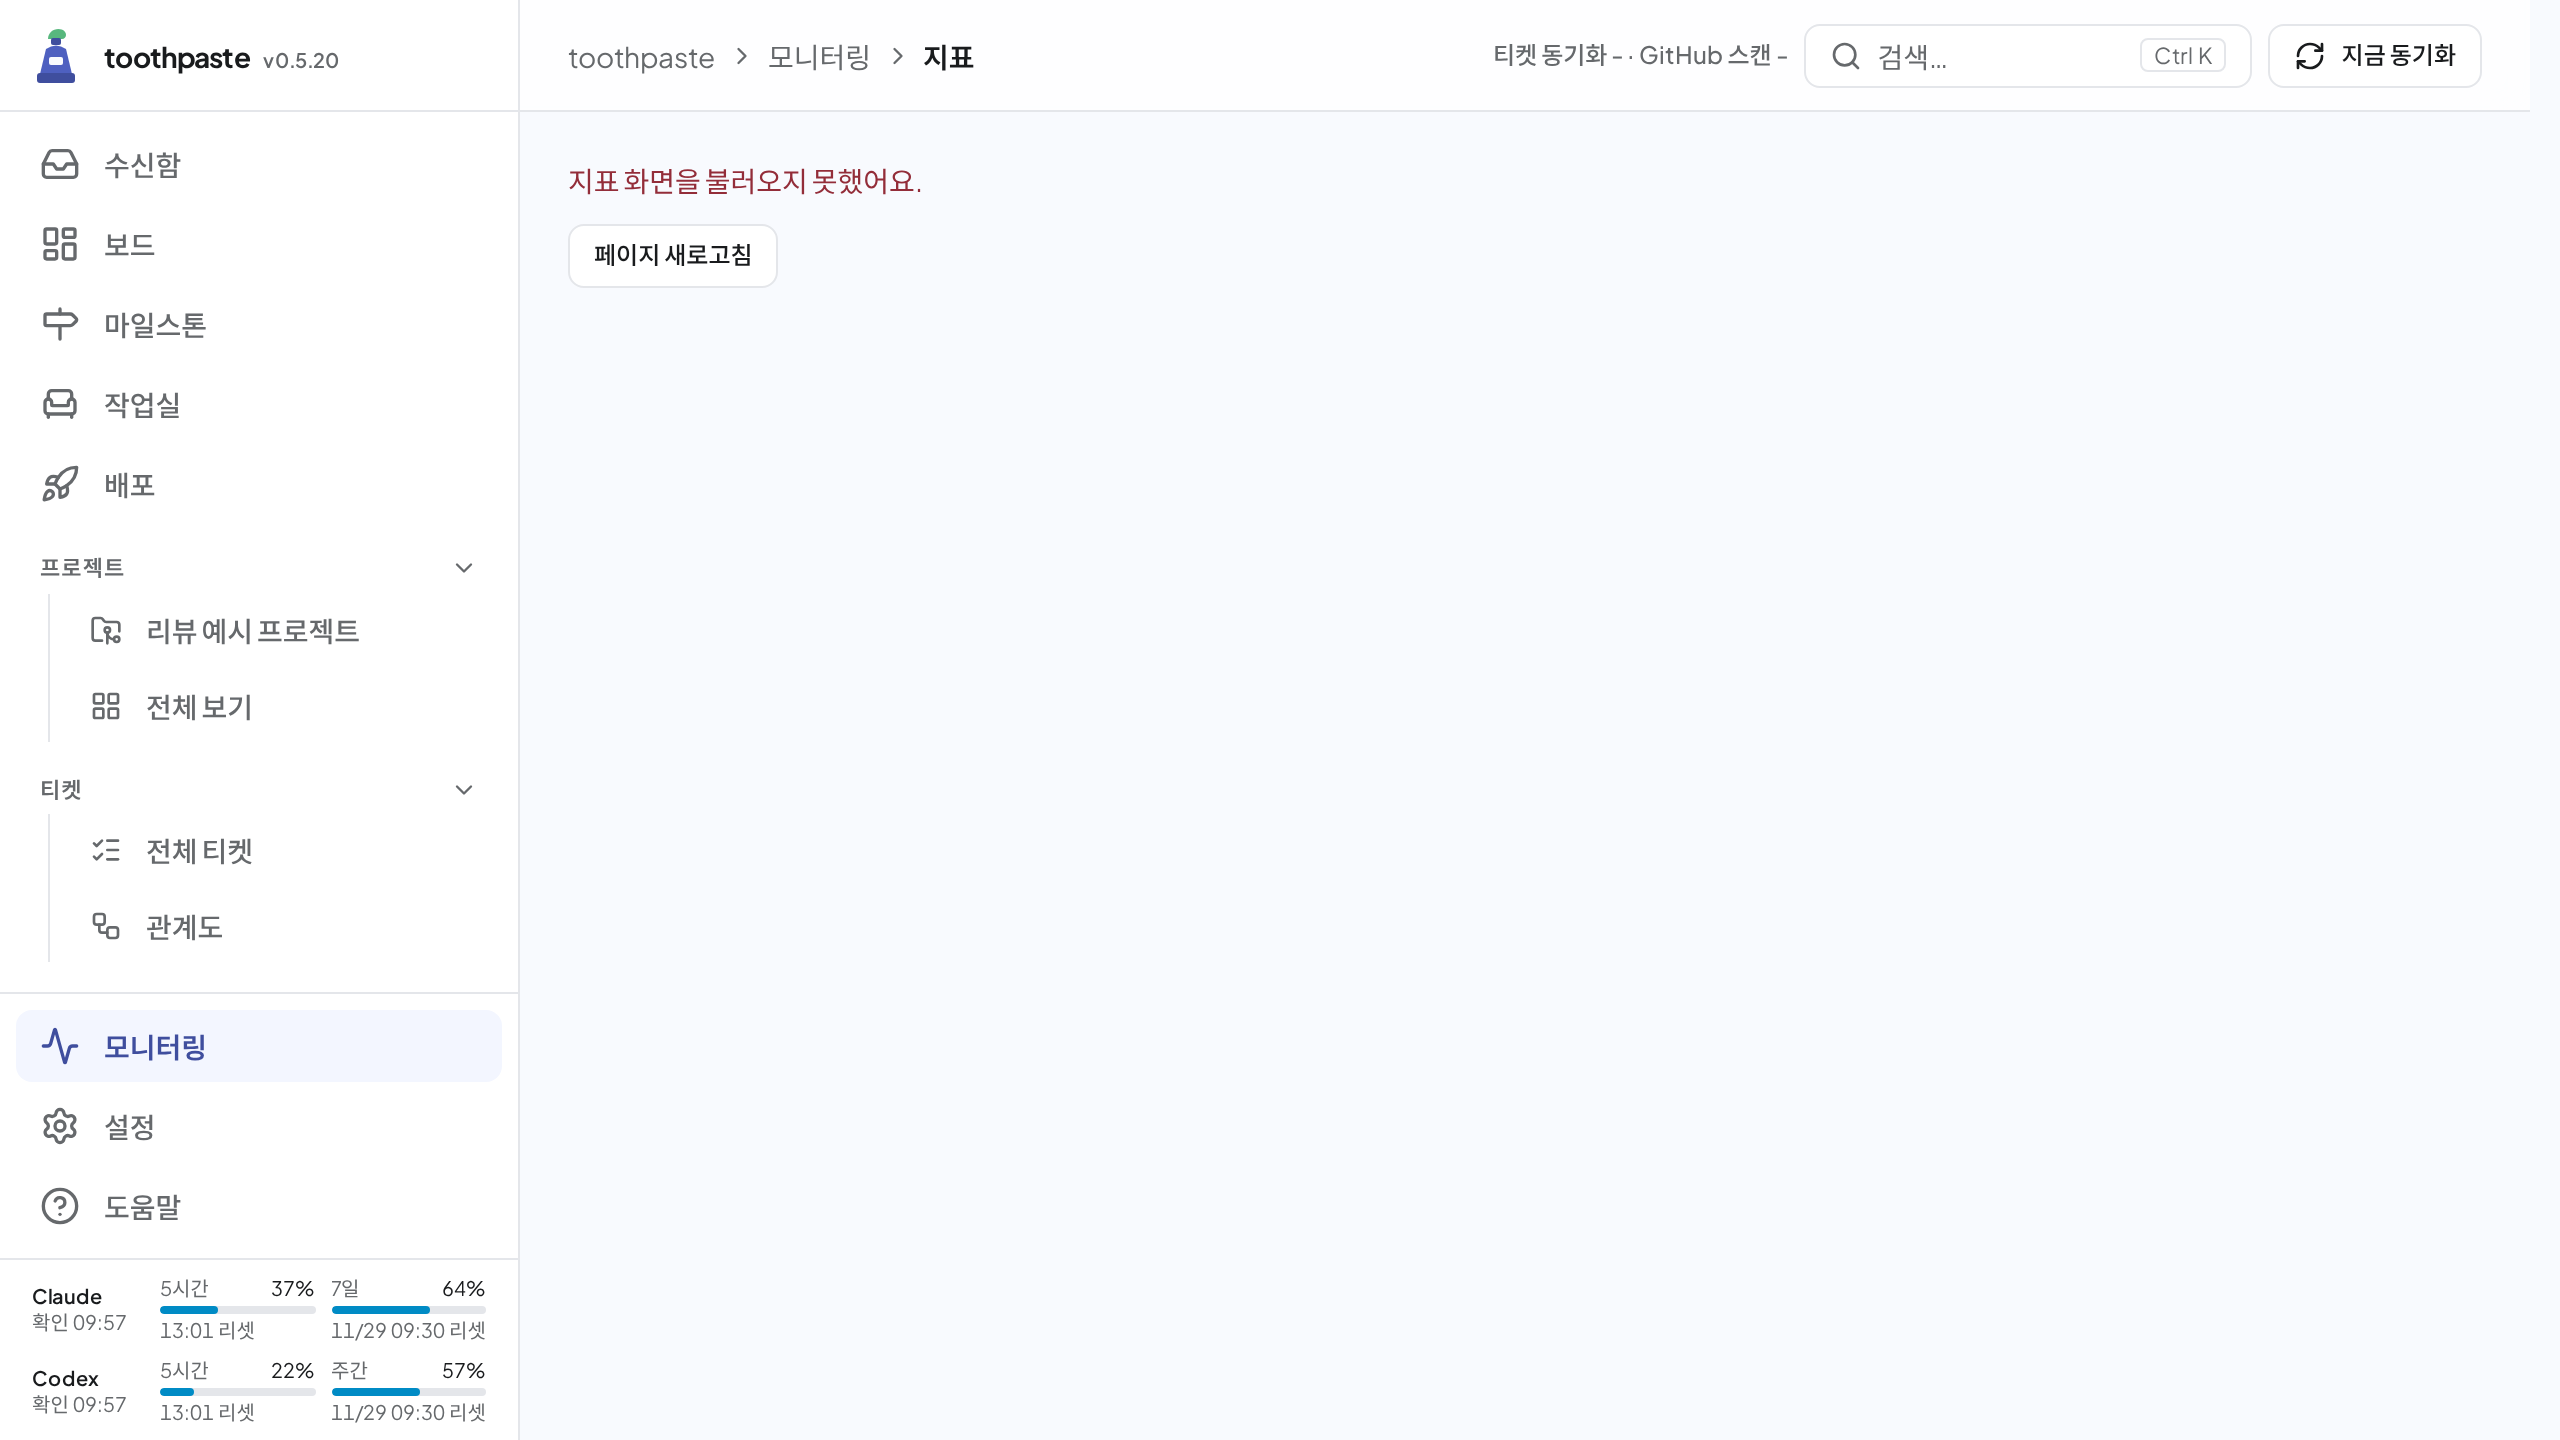 toothpaste v0.5.20
toothpaste > 모니터링 > 지표
티켓 동기화 - · GitHub 스캔 -
검색...
Ctrl K
지금 동기화
수신함
보드
마일스톤
작업실
배포
프로젝트
리뷰 예시 프로젝트
전체 보기
티켓
전체 티켓
관계도
모니터링
설정
도움말
Claude
확인 09:57
5시간 37%
13:01 리셋
7일 64%
11/29 09:30 리셋
Codex
확인 09:57
5시간 22%
13:01 리셋
주간 57%
11/29 09:30 리셋
지표 화면을 불러오지 못했어요.
페이지 새로고침